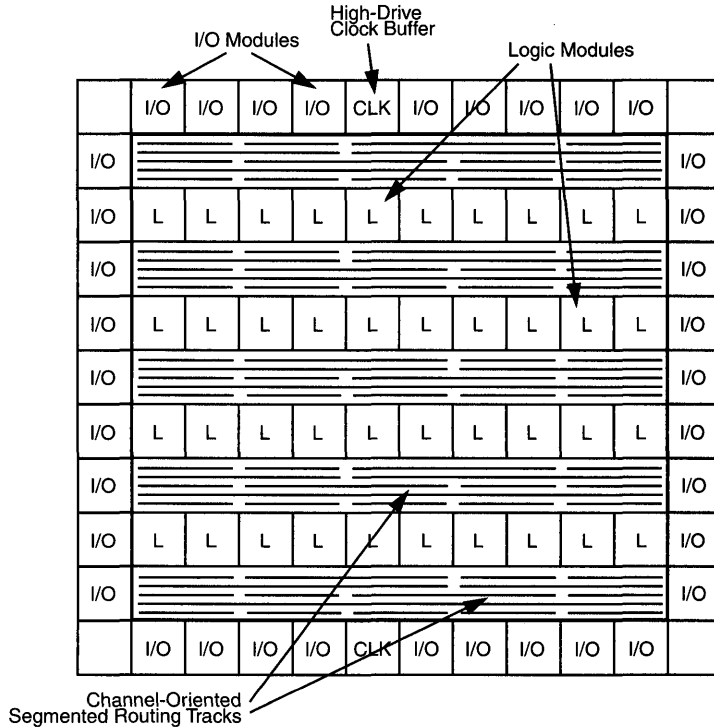 High-Drive
Clock Buffer
I/O Modules
Logic Modules
I/O I/O I/O I/O CLK I/O I/O I/O I/O I/O
I/O I/O
I/O L L L L L L L L L L I/O
I/O I/O
I/O L L L L L L L L L L I/O
I/O I/O
I/O L L L L L L L L L L I/O
I/O I/O
I/O L L L L L L L L L L I/O
I/O I/O
I/O I/O I/O I/O CLK I/O I/O I/O I/O I/O
Channel-Oriented
Segmented Routing Tracks